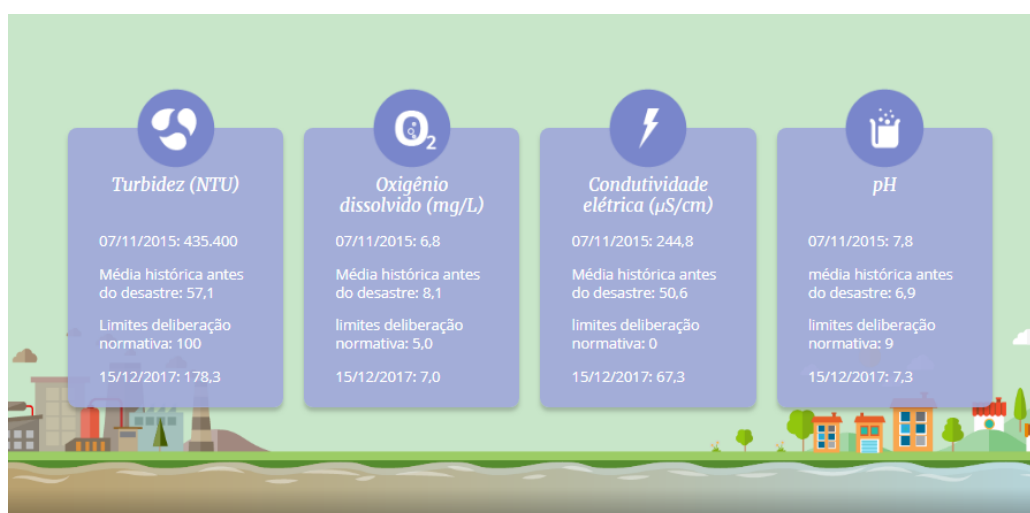 O₂
Turbidez (NTU)
07/11/2015: 435.400
Média histórica antes
do desastre: 57,1
Limites deliberação
normativa: 100
15/12/2017: 178,3
Oxigênio
dissolvido (mg/L)
07/11/2015: 6,8
Média histórica antes
do desastre: 8,1
limites deliberação
normativa: 5,0
15/12/2017: 7,0
Condutividade
elétrica (µS/cm)
07/11/2015: 244,8
Média histórica antes
do desastre: 50,6
limites deliberação
normativa: 0
15/12/2017: 67,3
pH
07/11/2015: 7,8
média histórica antes
do desastre: 6,9
limites deliberação
normativa: 9
15/12/2017: 7,3